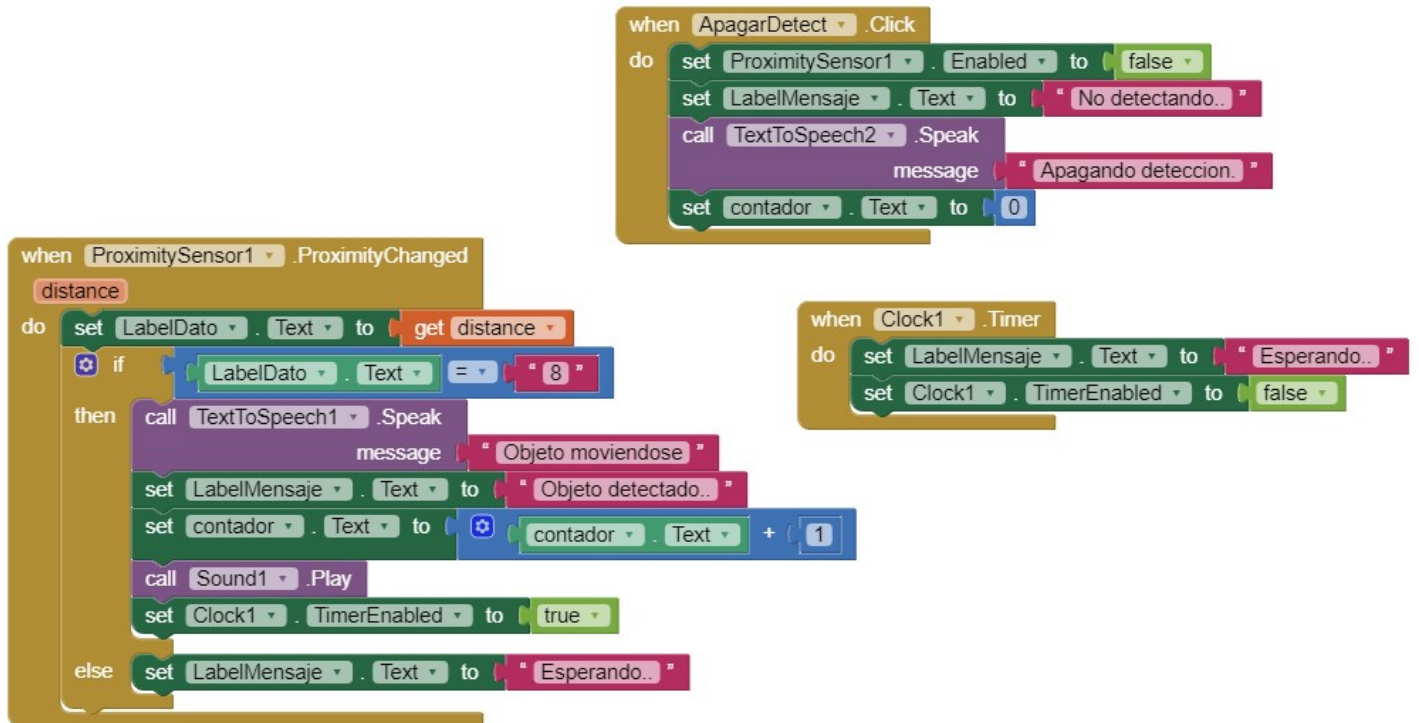 when ApagarDetect .Click
do set ProximitySensor1 . Enabled to false
set LabelMensaje . Text to " No detectando.. "
call TextToSpeech2 .Speak
message " Apagando deteccion. "
set contador . Text to 0
when ProximitySensor1 .ProximityChanged
distance
do set LabelDato . Text to get distance
if LabelDato . Text = " 8 "
then call TextToSpeech1 .Speak
message " Objeto moviendose "
set LabelMensaje . Text to " Objeto detectado.. "
set contador . Text to contador . Text + 1
call Sound1 .Play
set Clock1 . TimerEnabled to true
else set LabelMensaje . Text to " Esperando.. "
when Clock1 .Timer
do set LabelMensaje . Text to " Esperando.. "
set Clock1 . TimerEnabled to false